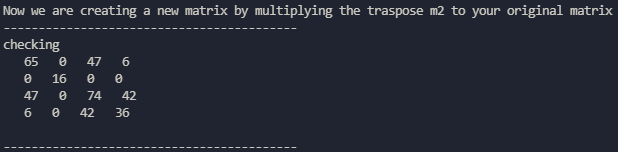 Now we are creating a new matrix by multiplying the traspose m2 to your original matrix
------------------------------------------
checking
65 0 47 6
0 16 0 0
47 0 74 42
6 0 42 36
------------------------------------------